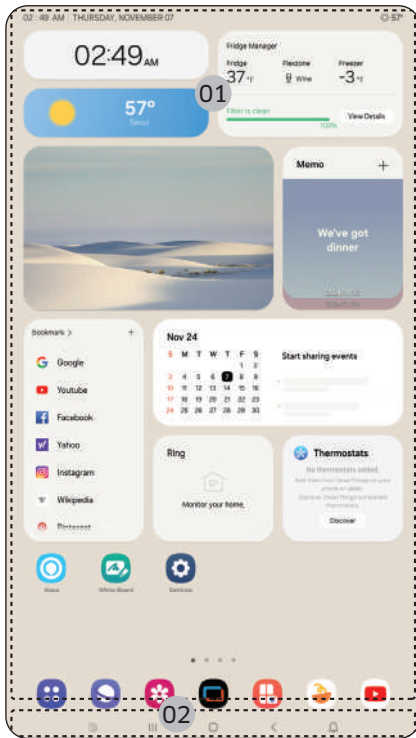 02 : 49 AM | THURSDAY, NOVEMBER 07
57°
02:49 AM
57°
Seoul
01
Fridge Manager
Fridge
Flexzone
Freezer
37 °F
Wine
-3 °F
Filter is clean
100%
View Details
Memo +
We've got
dinner
Bookmark > +
Google
Youtube
Facebook
Yahoo
Instagram
Wikipedia
Pinterest
Nov 24
S M T W T F S
1 2
3 4 5 6 7 8 9
10 11 12 13 14 15 16
17 18 19 20 21 22 23
24 25 26 27 28 29 30
Start sharing events
Ring
Monitor your home.
Thermostats
No thermostats added.
Discover
Alexa
White Board
Settings
02